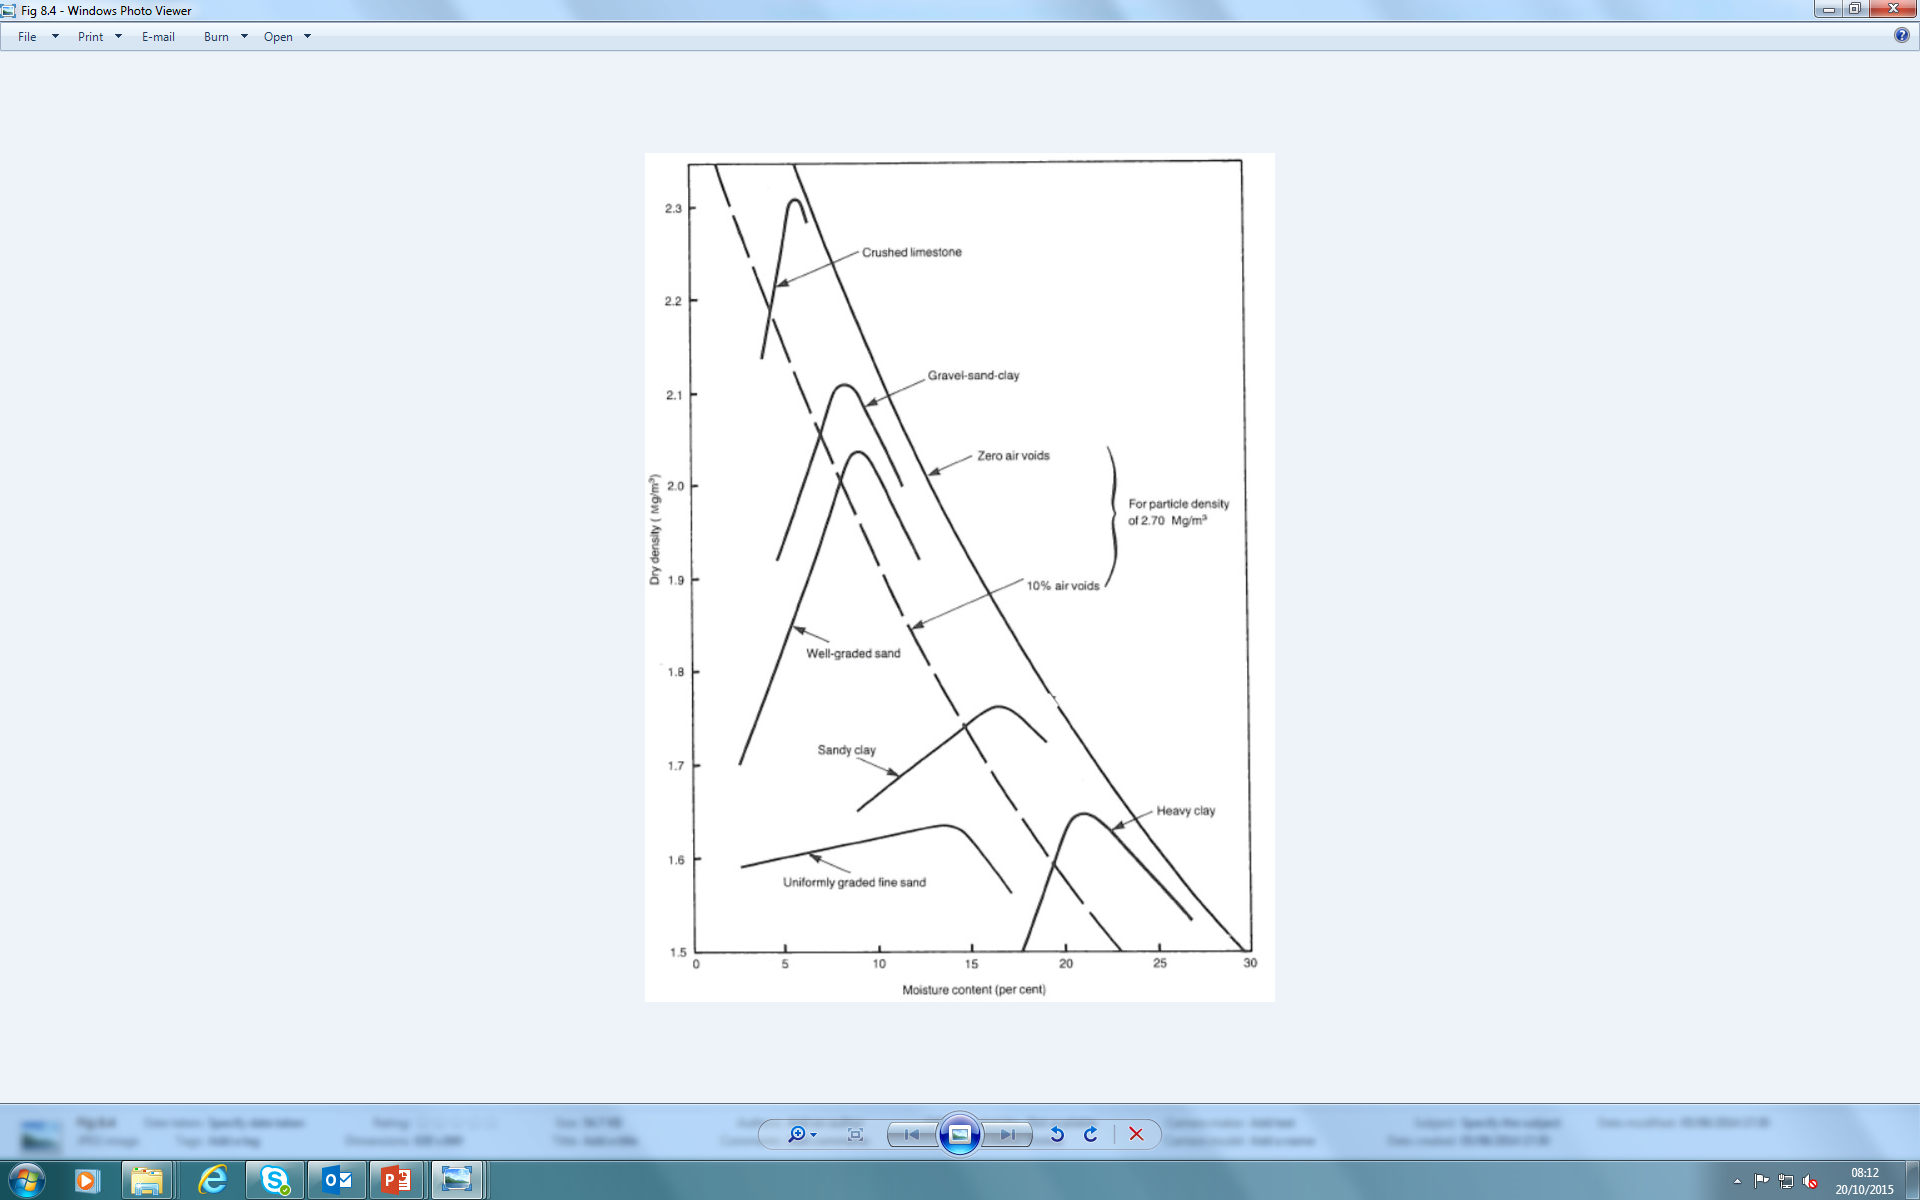 Fig 8.4 - Windows Photo Viewer
File Print E-mail Burn Open
2.3
Crushed limestone
2.2
Gravel-sand-clay
2.1
Zero air voids
2.0
For particle density
of 2.70 Mg/m³
Dry density ( Mg/m³)
1.9
10% air voids
Well-graded sand
1.8
Sandy clay
1.7
Heavy clay
1.6
Uniformly graded fine sand
1.5
0 5 10 15 20 25 30
Moisture content (per cent)
08:12
20/10/2015